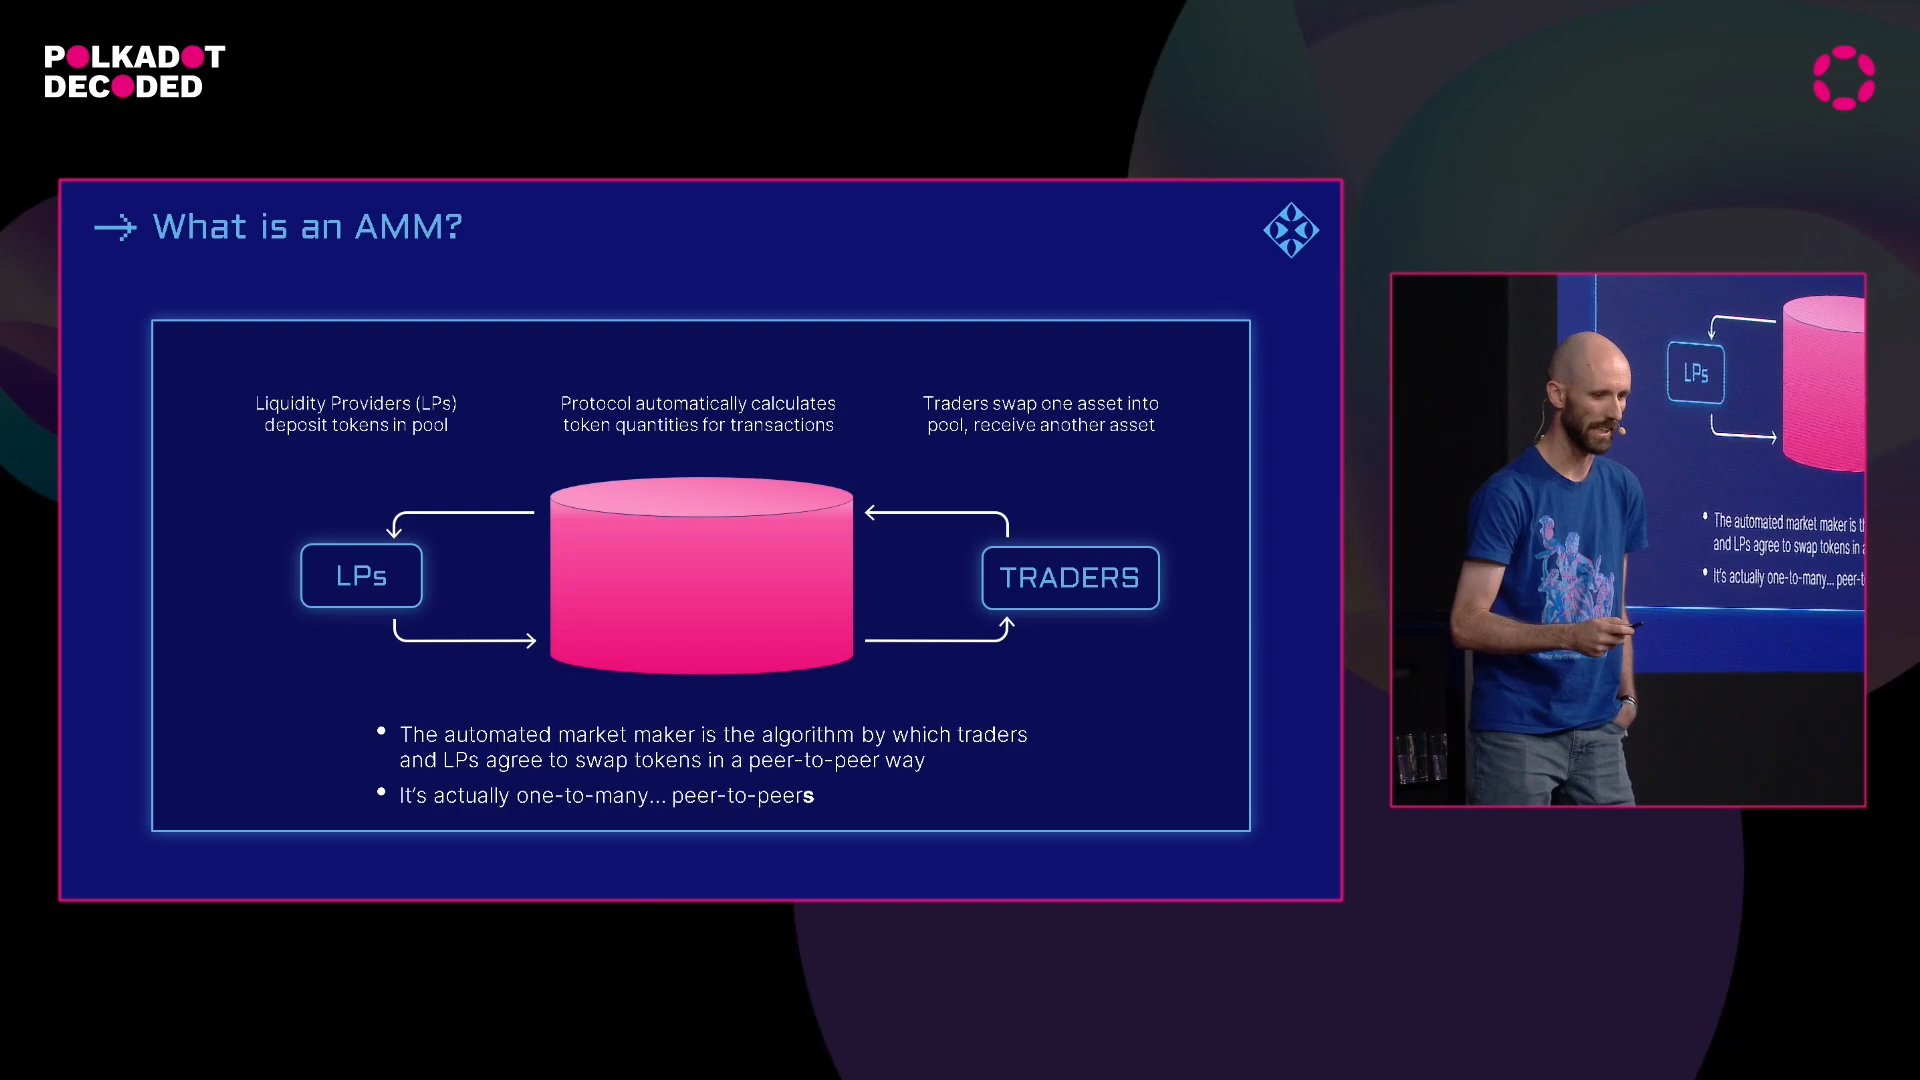 POLKADOT
DECODED
What is an AMM?
Liquidity Providers (LPs)
deposit tokens in pool
Protocol automatically calculates
token quantities for transactions
Traders swap one asset into
pool, receive another asset
LPs
TRADERS
• The automated market maker is the algorithm by which traders
and LPs agree to swap tokens in a peer-to-peer way
• It’s actually one-to-many... peer-to-peers
LPs
• The automated market maker is
and LPs agree to swap tokens in
• It’s actually one-to-many...